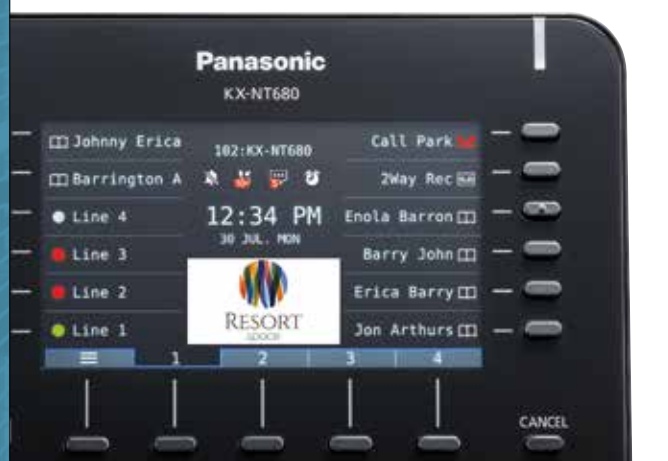 Panasonic
KX-NT680
Johnny Erica
102:KX-NT680
Call Park
Barrington A
2Way Rec
Line 4
12:34 PM
Enola Barron
30 JUL. MON
Line 3
Barry John
Line 2
Erica Barry
RESORT
Line 1
Jon Arthurs
1
2
3
4
CANCEL